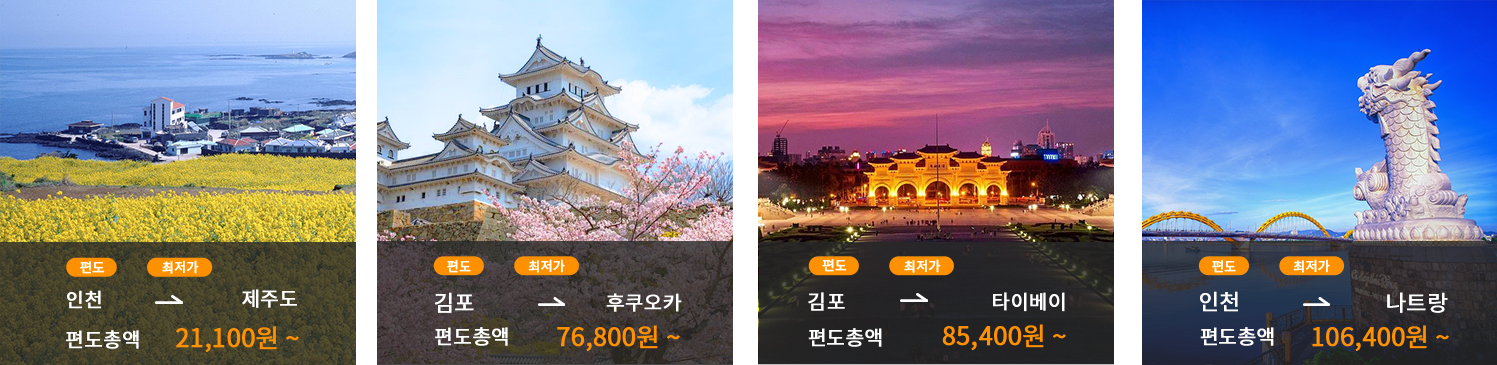 편도 최저가
인천 → 제주도
편도총액 21,100원 ~
편도 최저가
김포 → 후쿠오카
편도총액 76,800원 ~
편도 최저가
김포 → 타이베이
편도총액 85,400원 ~
편도 최저가
인천 → 나트랑
편도총액 106,400원 ~